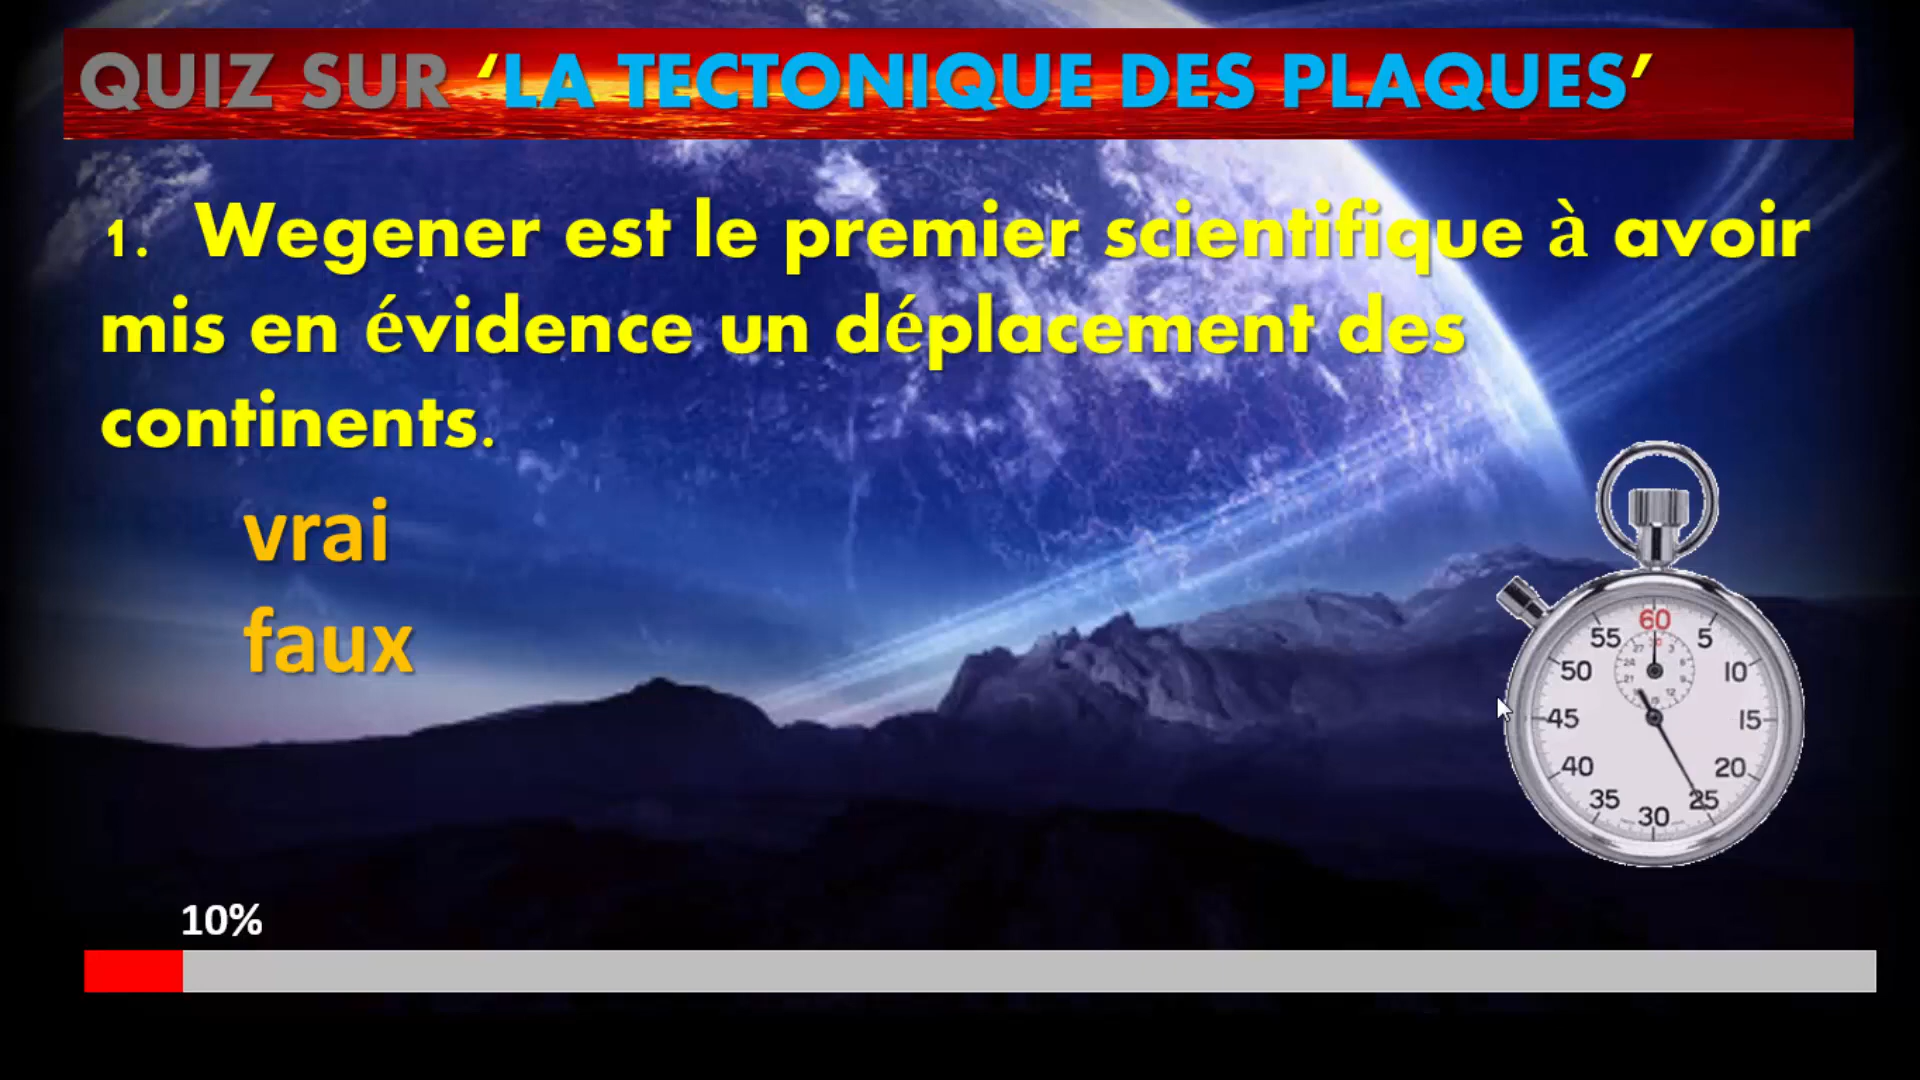 QUIZ SUR ‘LA TECTONIQUE DES PLAQUES’
1. Wegener est le premier scientifique à avoir
mis en évidence un déplacement des
continents.
vrai
faux
60
55 5
50 10
45 15
40 20
35 25
30
10%